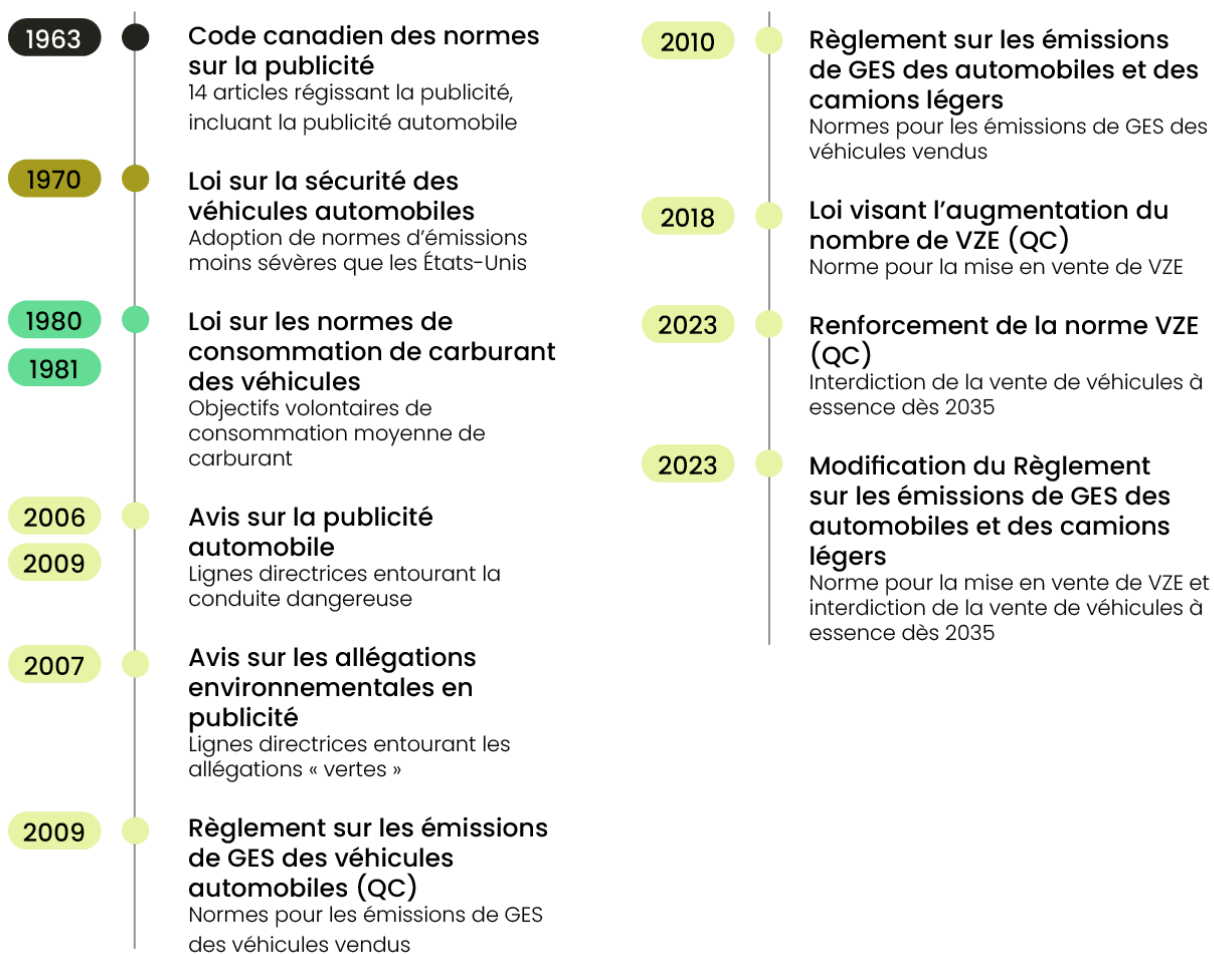 1963
Code canadien des normes
sur la publicité
14 articles régissant la publicité,
incluant la publicité automobile
1970
Loi sur la sécurité des
véhicules automobiles
Adoption de normes d’émissions
moins sévères que les États-Unis
1980
1981
Loi sur les normes de
consommation de carburant
des véhicules
Objectifs volontaires de
consommation moyenne de
carburant
2006
2009
Avis sur la publicité
automobile
Lignes directrices entourant la
conduite dangereuse
2007
Avis sur les allégations
environnementales en
publicité
Lignes directrices entourant les
allégations « vertes »
2009
Règlement sur les émissions
de GES des véhicules
automobiles (QC)
Normes pour les émissions de GES
des véhicules vendus
2010
Règlement sur les émissions
de GES des automobiles et des
camions légers
Normes pour les émissions de GES des
véhicules vendus
2018
Loi visant l’augmentation du
nombre de VZE (QC)
Norme pour la mise en vente de VZE
2023
Renforcement de la norme VZE
(QC)
Interdiction de la vente de véhicules à
essence dès 2035
2023
Modification du Règlement
sur les émissions de GES des
automobiles et des camions
légers
Norme pour la mise en vente de VZE et
interdiction de la vente de véhicules à
essence dès 2035